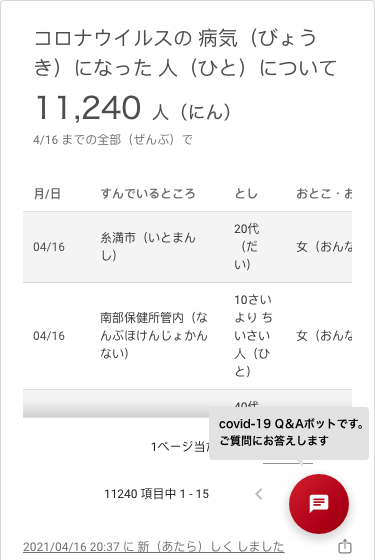 コロナウイルスの 病気（びょう
き）になった 人（ひと）について
11,240 人（にん）
4/16 までの全部（ぜんぶ）で
月/日 すんでいるところ とし おとこ・お
04/16 糸満市（いとまん
し） 20代
（だ
い） 女（おんな
04/16 南部保健所管内（な
んぶほけんじょかん
ない） 10さい
より ち
いさい
人（ひ
と） 女（おんな
40代
1ページ当た
covid-19 Q&Aボットです。
ご質問にお答えします
11240 項目中 1 - 15
2021/04/16 20:37 に 新（あたら）しく しました